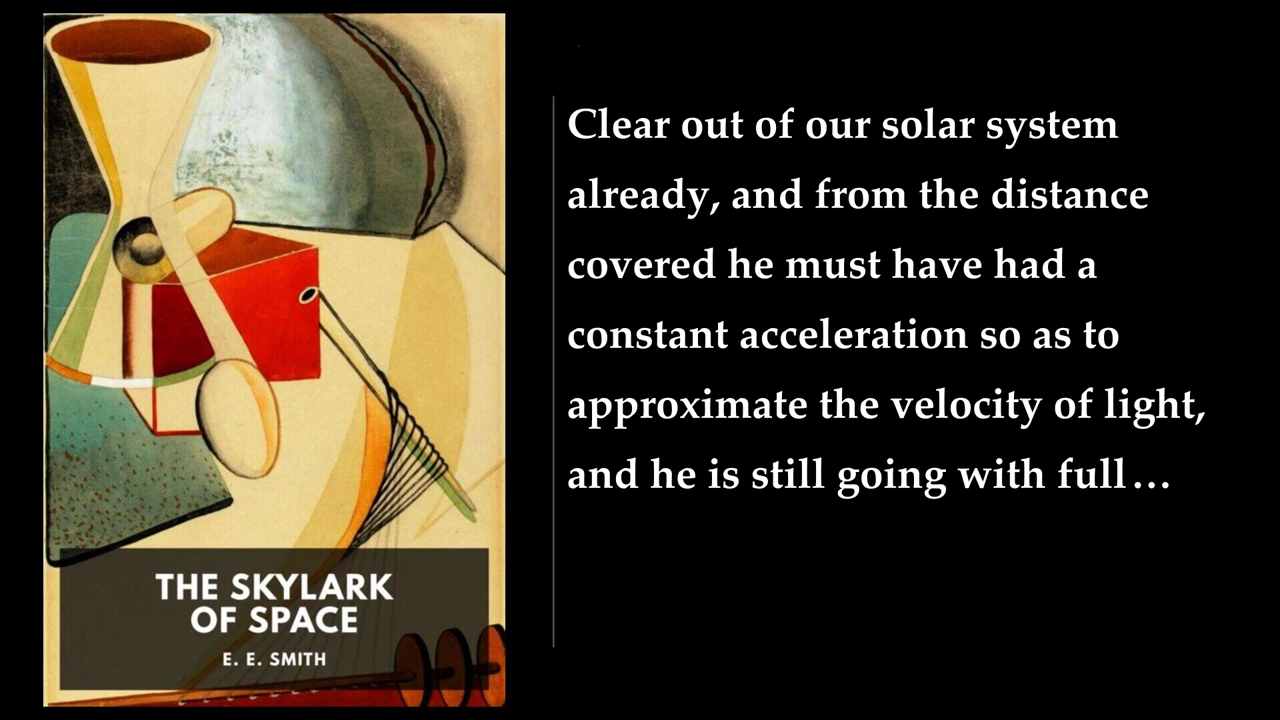 THE SKYLARK
OF SPACE
E. E. SMITH
Clear out of our solar system
already, and from the distance
covered he must have had a
constant acceleration so as to
approximate the velocity of light,
and he is still going with full…